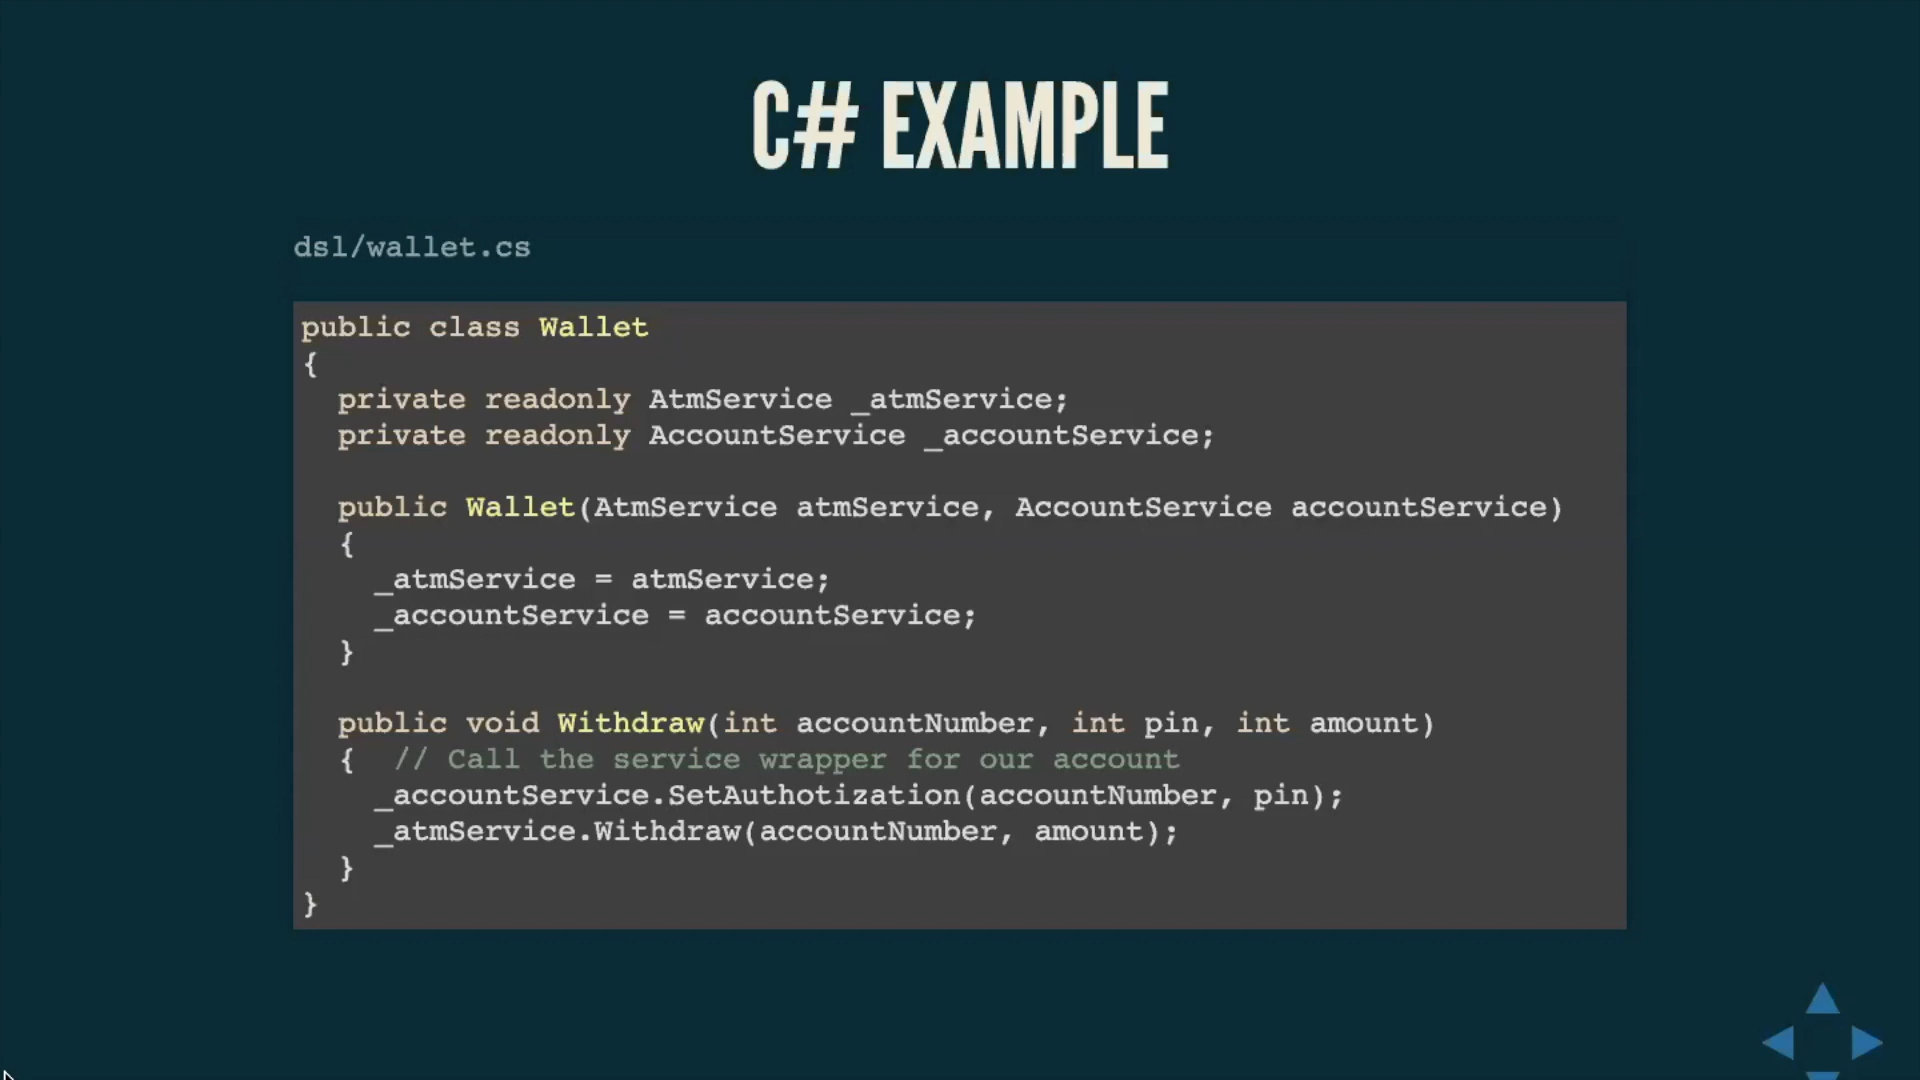 C# EXAMPLE
dsl/wallet.cs
public class Wallet
{
  private readonly AtmService _atmService;
  private readonly AccountService _accountService;

  public Wallet(AtmService atmService, AccountService accountService)
  {
    _atmService = atmService;
    _accountService = accountService;
  }

  public void Withdraw(int accountNumber, int pin, int amount)
  {  // Call the service wrapper for our account
    _accountService.SetAuthotization(accountNumber, pin);
    _atmService.Withdraw(accountNumber, amount);
  }
}